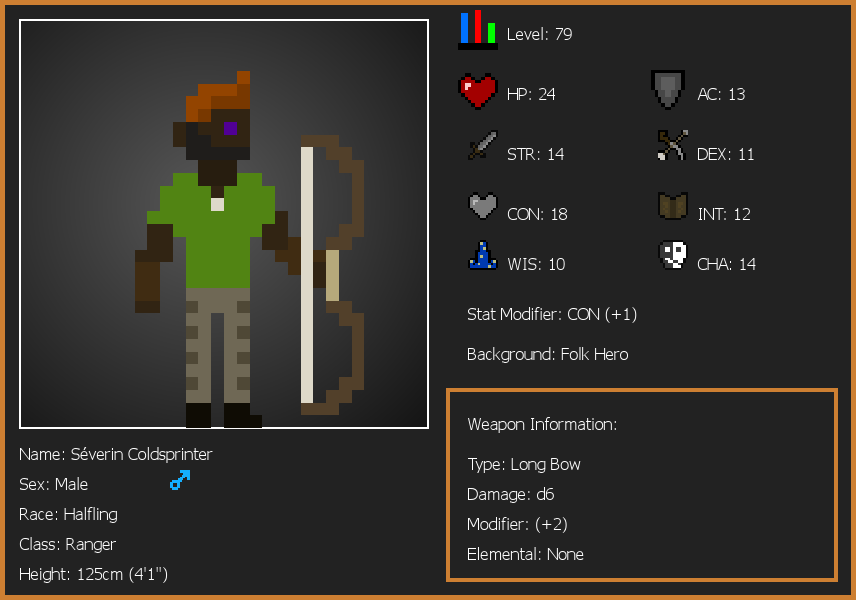 Level: 79
HP: 24
AC: 13
STR: 14
DEX: 11
CON: 18
INT: 12
WIS: 10
CHA: 14
Stat Modifier: CON (+1)
Background: Folk Hero
Weapon Information:
Type: Long Bow
Damage: d6
Modifier: (+2)
Elemental: None
Name: Séverin Coldsprinter
Sex: Male
Race: Halfling
Class: Ranger
Height: 125cm (4'1")